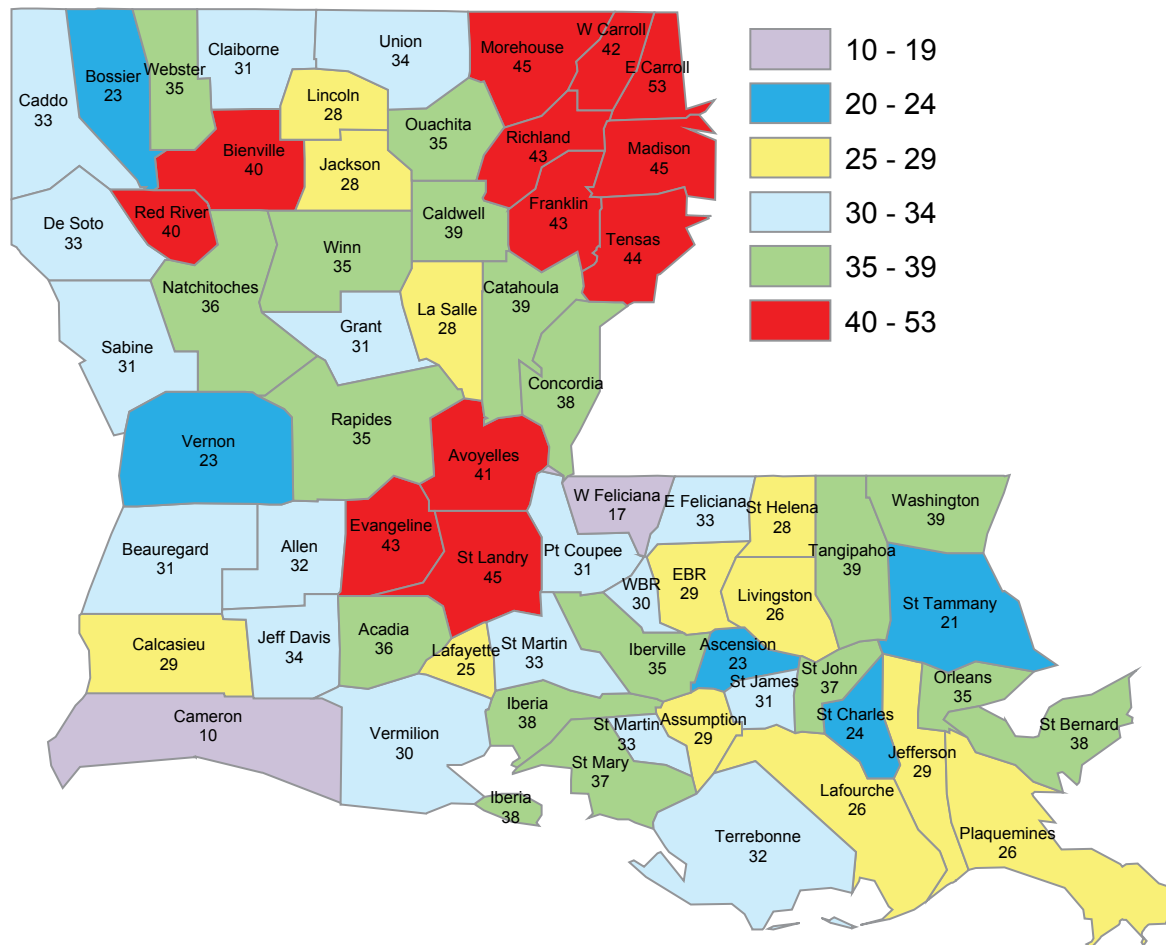 Caddo
33
Bossier
23
Webster
35
Claiborne
31
Union
34
Morehouse
45
W Carroll
42
E Carroll
53
Lincoln
28
Ouachita
35
Richland
43
Madison
45
Bienville
40
Jackson
28
De Soto
33
Red River
40
Caldwell
39
Franklin
43
Tensas
44
Winn
35
Natchitoches
36
La Salle
28
Catahoula
39
Grant
31
Sabine
31
Concordia
38
Rapides
35
Vernon
23
Avoyelles
41
W Feliciana
17
E Feliciana
33
St Helena
28
Washington
39
Tangipahoa
39
Evangeline
43
St Landry
45
Pt Coupee
31
Beauregard
31
Allen
32
WBR
30
EBR
29
Livingston
26
St Tammany
21
Calcasieu
29
Jeff Davis
34
Acadia
36
Lafayette
25
St Martin
33
Iberville
35
Ascension
23
St James
31
St John
37
Orleans
35
Cameron
10
Vermilion
30
Iberia
38
St Martin
33
Assumption
29
St Charles
24
Jefferson
29
St Bernard
38
St Mary
37
Iberia
38
Lafourche
26
Terrebonne
32
Plaquemines
26
10 - 19
20 - 24
25 - 29
30 - 34
35 - 39
40 - 53